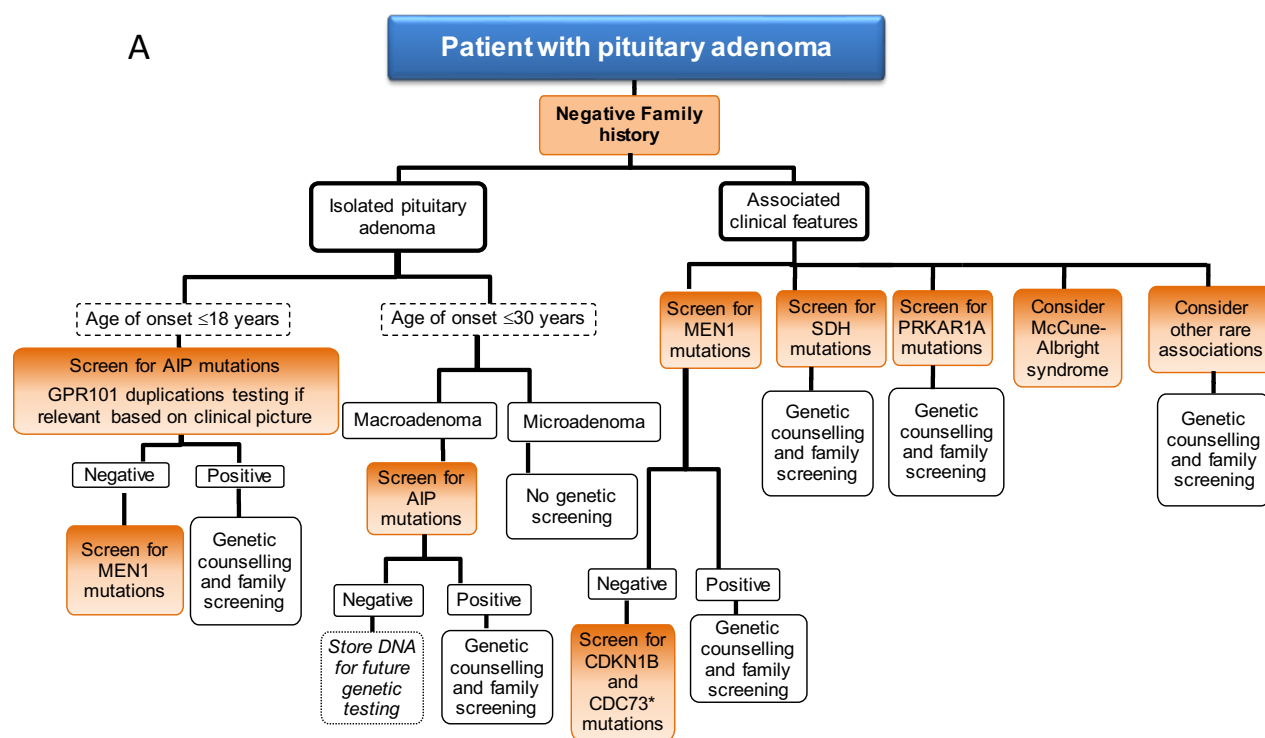 A
Patient with pituitary adenoma
Negative Family
history
Isolated pituitary
adenoma
Associated
clinical features
Age of onset ≤18 years
Age of onset ≤30 years
Screen for AIP mutations
GPR101 duplications testing if
relevant based on clinical picture
Negative
Positive
Screen for
MEN1
mutations
Genetic
counselling
and family
screening
Macroadenoma
Microadenoma
Screen for
AIP
mutations
No genetic
screening
Negative
Positive
Store DNA
for future
genetic
testing
Genetic
counselling
and family
screening
Screen for
MEN1
mutations
Screen for
SDH
mutations
Screen for
PRKAR1A
mutations
Consider
McCune-
Albright
syndrome
Consider
other rare
associations
Genetic
counselling
and family
screening
Genetic
counselling
and family
screening
Genetic
counselling
and family
screening
Negative
Positive
Screen for
CDKN1B
and
CDC73*
mutations
Genetic
counselling
and family
screening